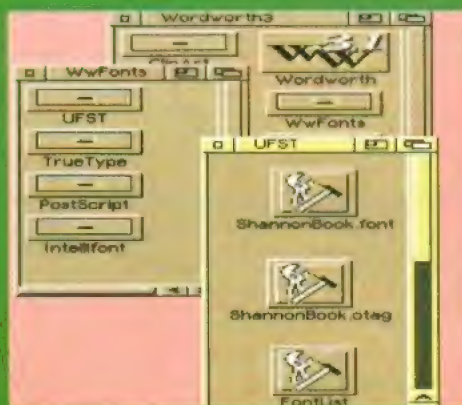 Wordworth3
ClipArt
Wordworth
WwFonts
WwFonts
UFST
TrueType
PostScript
Intellifont
UFST
ShannonBook.font
ShannonBook.otag
FontList